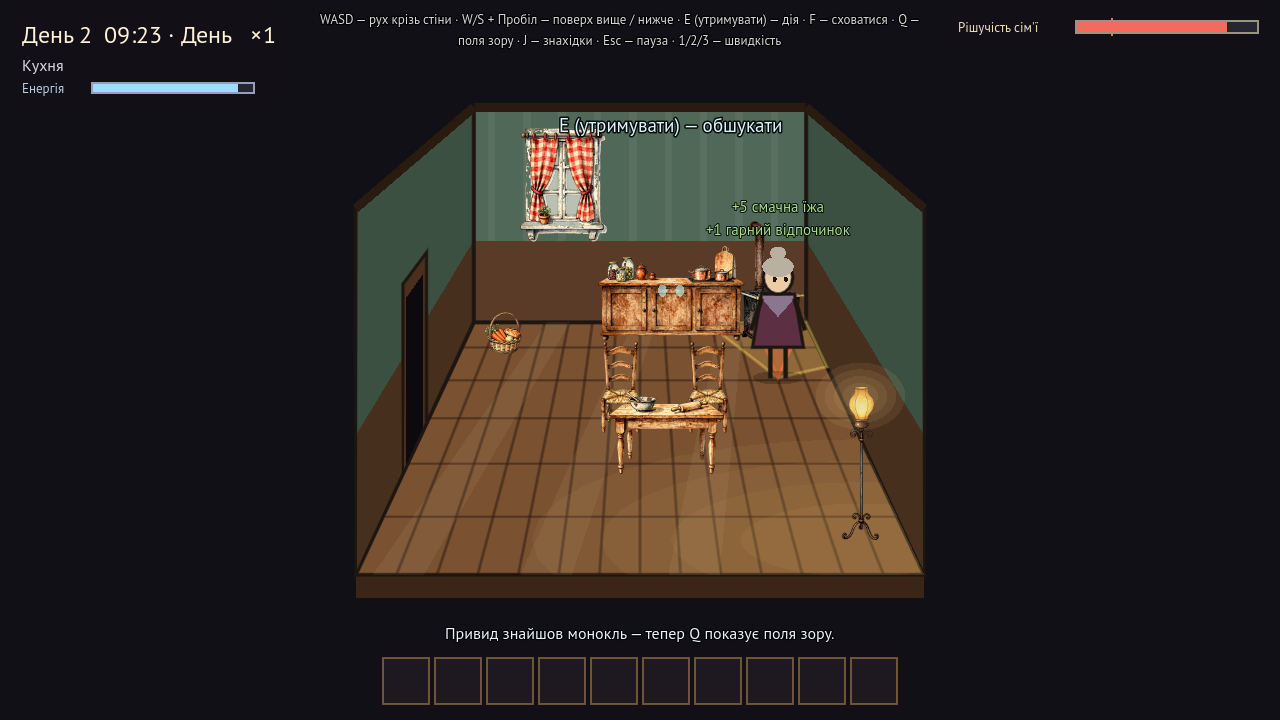 День 2  09:23 · День   ×1
Кухня
Енергія
WASD — рух крізь стіни · W/S + Пробіл — поверх вище / нижче · E (утримувати) — дія · F — сховатися · Q —
поля зору · J — знахідки · Esc — пауза · 1/2/3 — швидкість
Рішучість сім'ї
E (утримувати) — обшукати
+5 смачна їжа
+1 гарний відпочинок
Привид знайшов монокль — тепер Q показує поля зору.